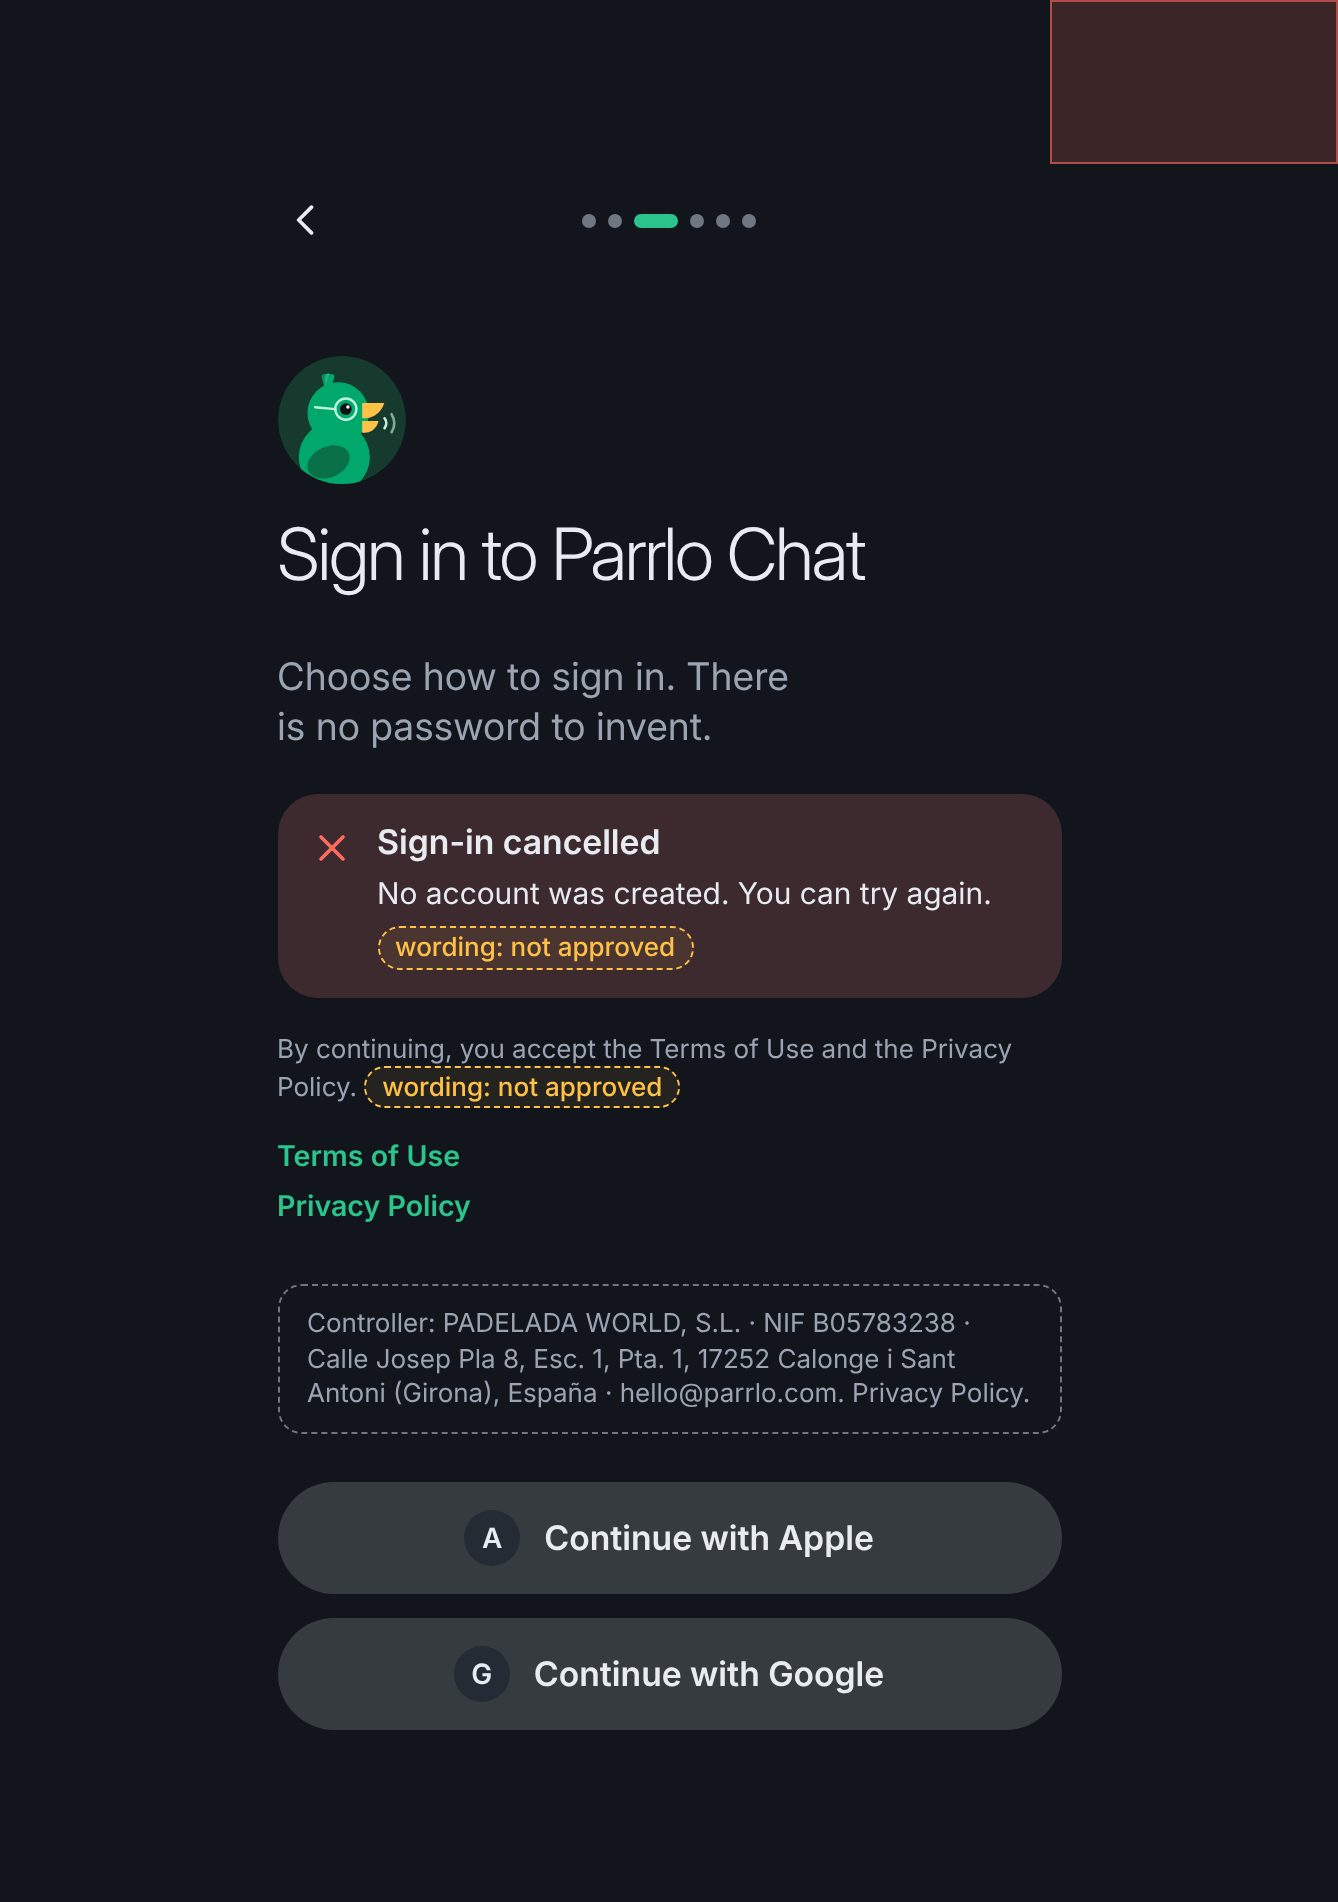 Sign in to Parrlo Chat
Choose how to sign in. There
is no password to invent.
Sign-in cancelled
No account was created. You can try again.
wording: not approved
By continuing, you accept the Terms of Use and the Privacy
Policy. wording: not approved
Terms of Use
Privacy Policy
Controller: PADELADA WORLD, S.L. · NIF B05783238 ·
Calle Josep Pla 8, Esc. 1, Pta. 1, 17252 Calonge i Sant
Antoni (Girona), España · hello@parrlo.com. Privacy Policy.
A Continue with Apple
G Continue with Google